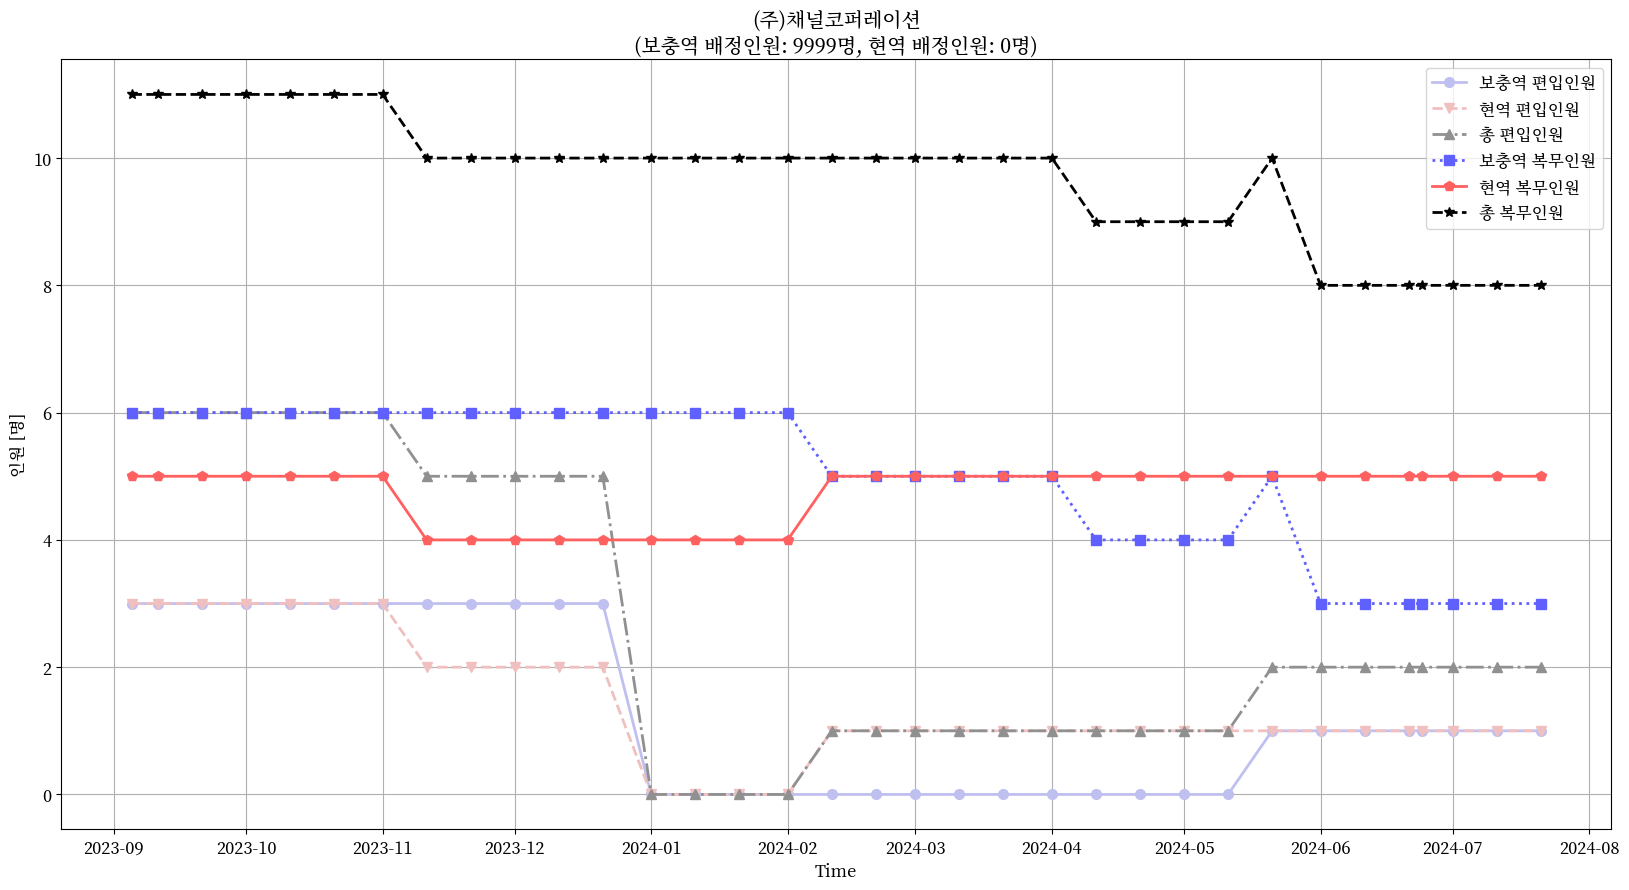 (주)채널코퍼레이션
(보충역 배정인원: 9999명, 현역 배정인원: 0명)
보충역 편입인원
현역 편입인원
총 편입인원
보충역 복무인원
현역 복무인원
총 복무인원
인원 [명]
10
8
6
4
2
0
2023-09 2023-10 2023-11 2023-12 2024-01 2024-02 2024-03 2024-04 2024-05 2024-06 2024-07 2024-08
Time